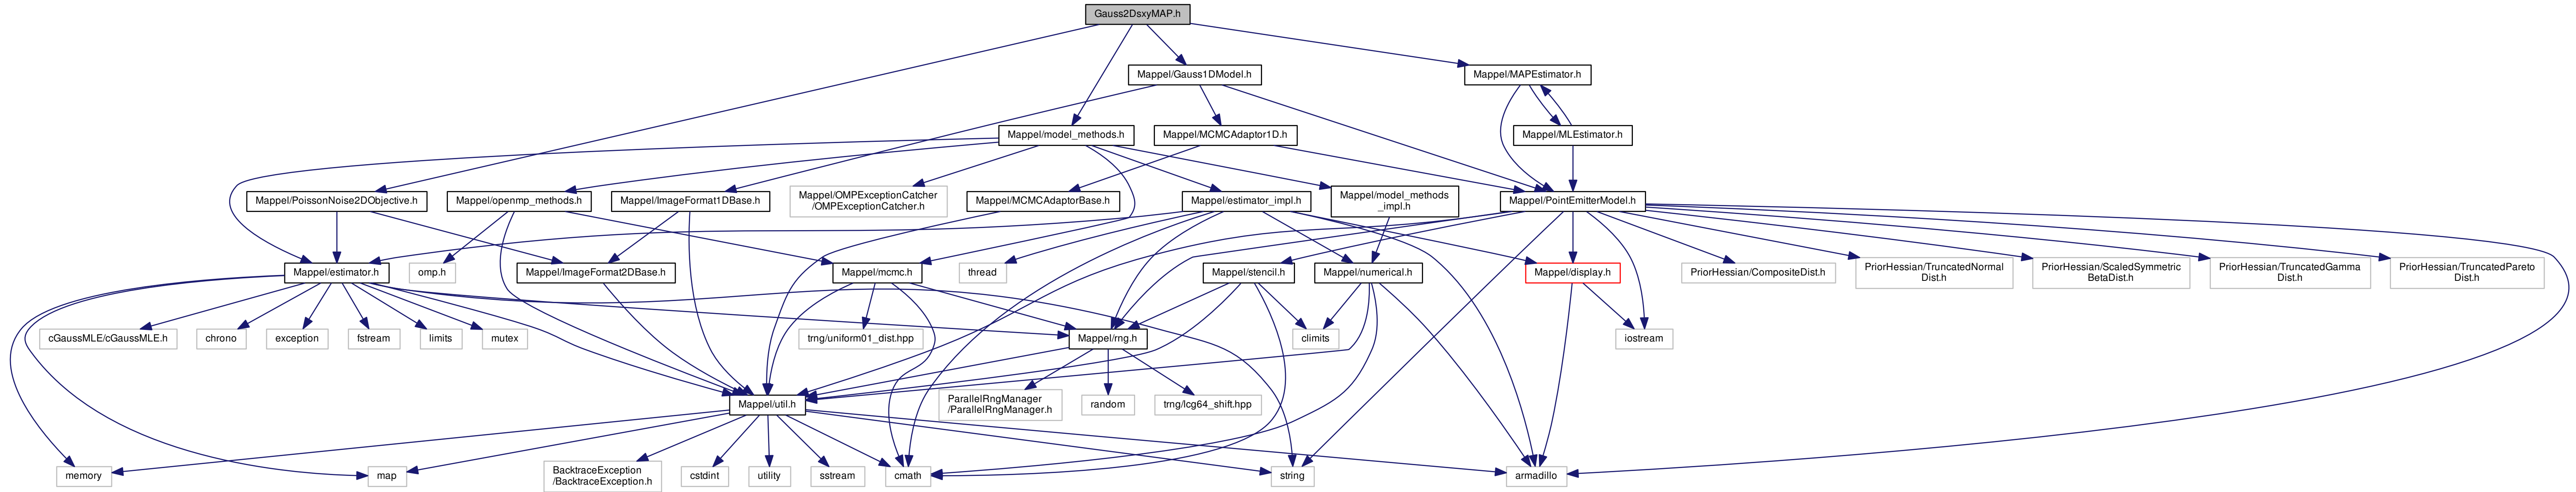 Gauss2DsxyMAP.h
Mappel/Gauss1DModel.h
Mappel/MAPEstimator.h
Mappel/model_methods.h
Mappel/MCMCAdaptor1D.h
Mappel/MLEstimator.h
Mappel/PoissonNoise2DObjective.h
Mappel/openmp_methods.h
Mappel/ImageFormat1DBase.h
Mappel/OMPExceptionCatcher
/OMPExceptionCatcher.h
Mappel/MCMCAdaptorBase.h
Mappel/estimator_impl.h
Mappel/model_methods
_impl.h
Mappel/PointEmitterModel.h
Mappel/estimator.h
omp.h
Mappel/ImageFormat2DBase.h
Mappel/mcmc.h
thread
Mappel/stencil.h
Mappel/numerical.h
Mappel/display.h
PriorHessian/CompositeDist.h
PriorHessian/TruncatedNormal
Dist.h
PriorHessian/ScaledSymmetric
BetaDist.h
PriorHessian/TruncatedGamma
Dist.h
PriorHessian/TruncatedPareto
Dist.h
cGaussMLE/cGaussMLE.h
chrono
exception
fstream
limits
mutex
trng/uniform01_dist.hpp
Mappel/rng.h
climits
iostream
Mappel/util.h
ParallelRngManager
/ParallelRngManager.h
random
trng/lcg64_shift.hpp
memory
map
BacktraceException
/BacktraceException.h
cstdint
utility
sstream
cmath
string
armadillo